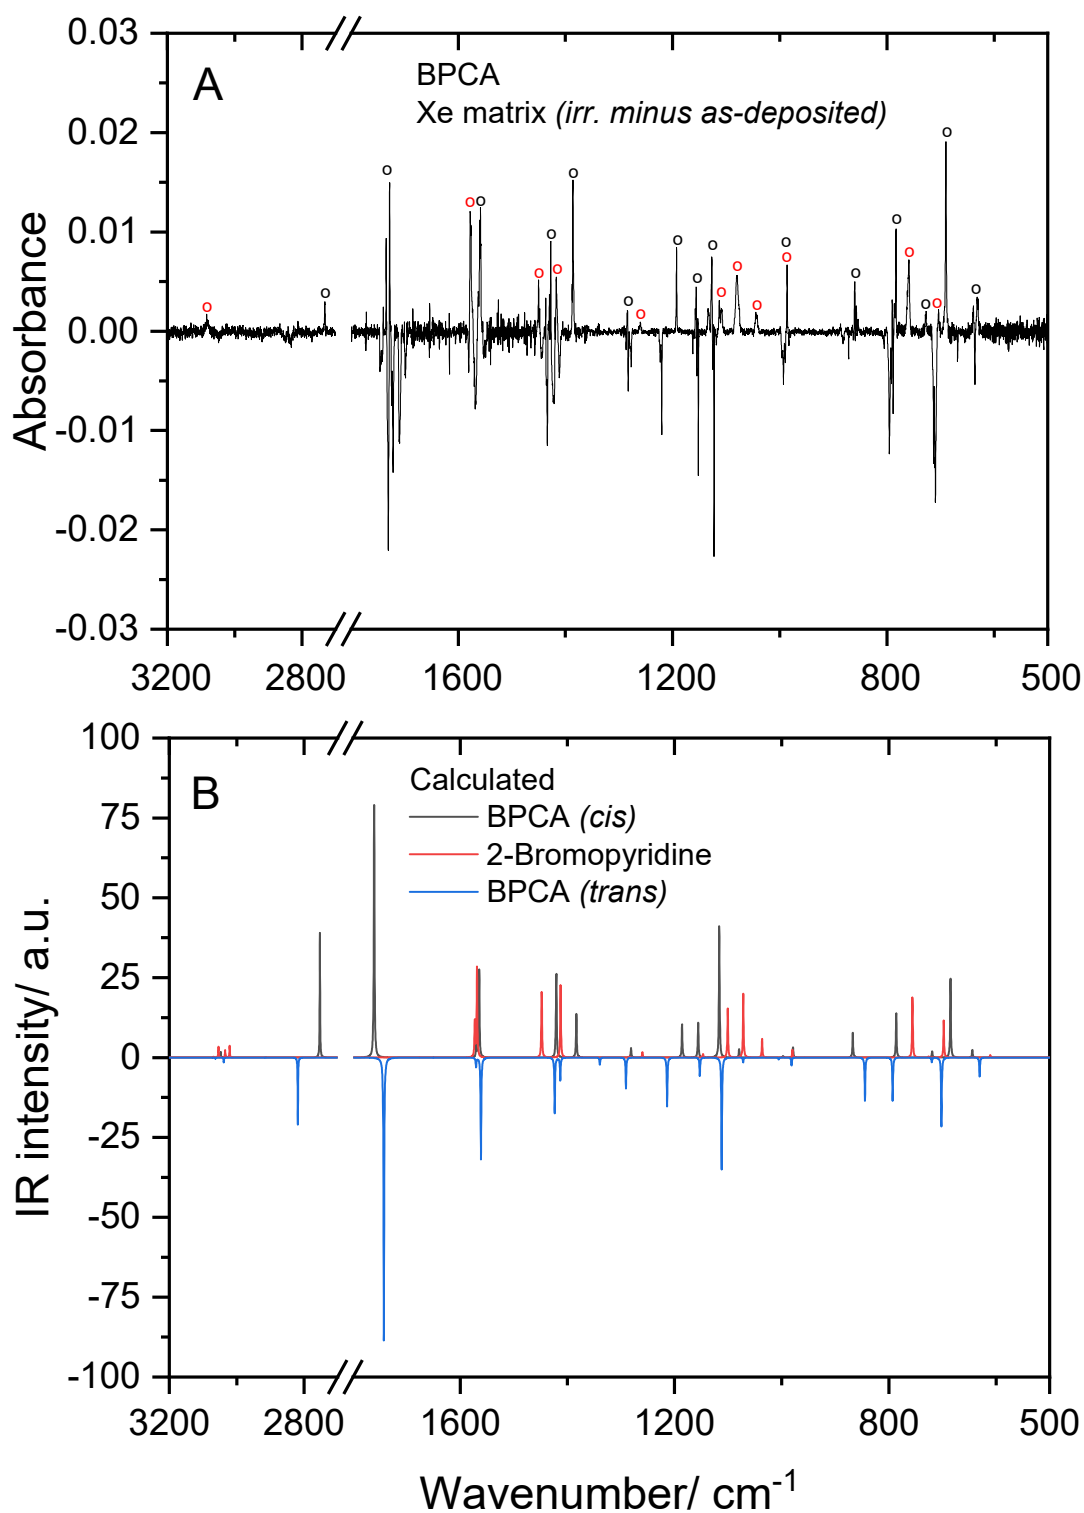 0.03
A
BPCA
Xe matrix (irr. minus as-deposited)
0.02
0.01
0.00
-0.01
-0.02
-0.03
Absorbance
3200 2800 1600 1200 800 500
100
B
Calculated
BPCA (cis)
2-Bromopyridine
BPCA (trans)
75
50
25
0
-25
-50
-75
-100
IR intensity/ a.u.
3200 2800 1600 1200 800 500
Wavenumber/ cm-1